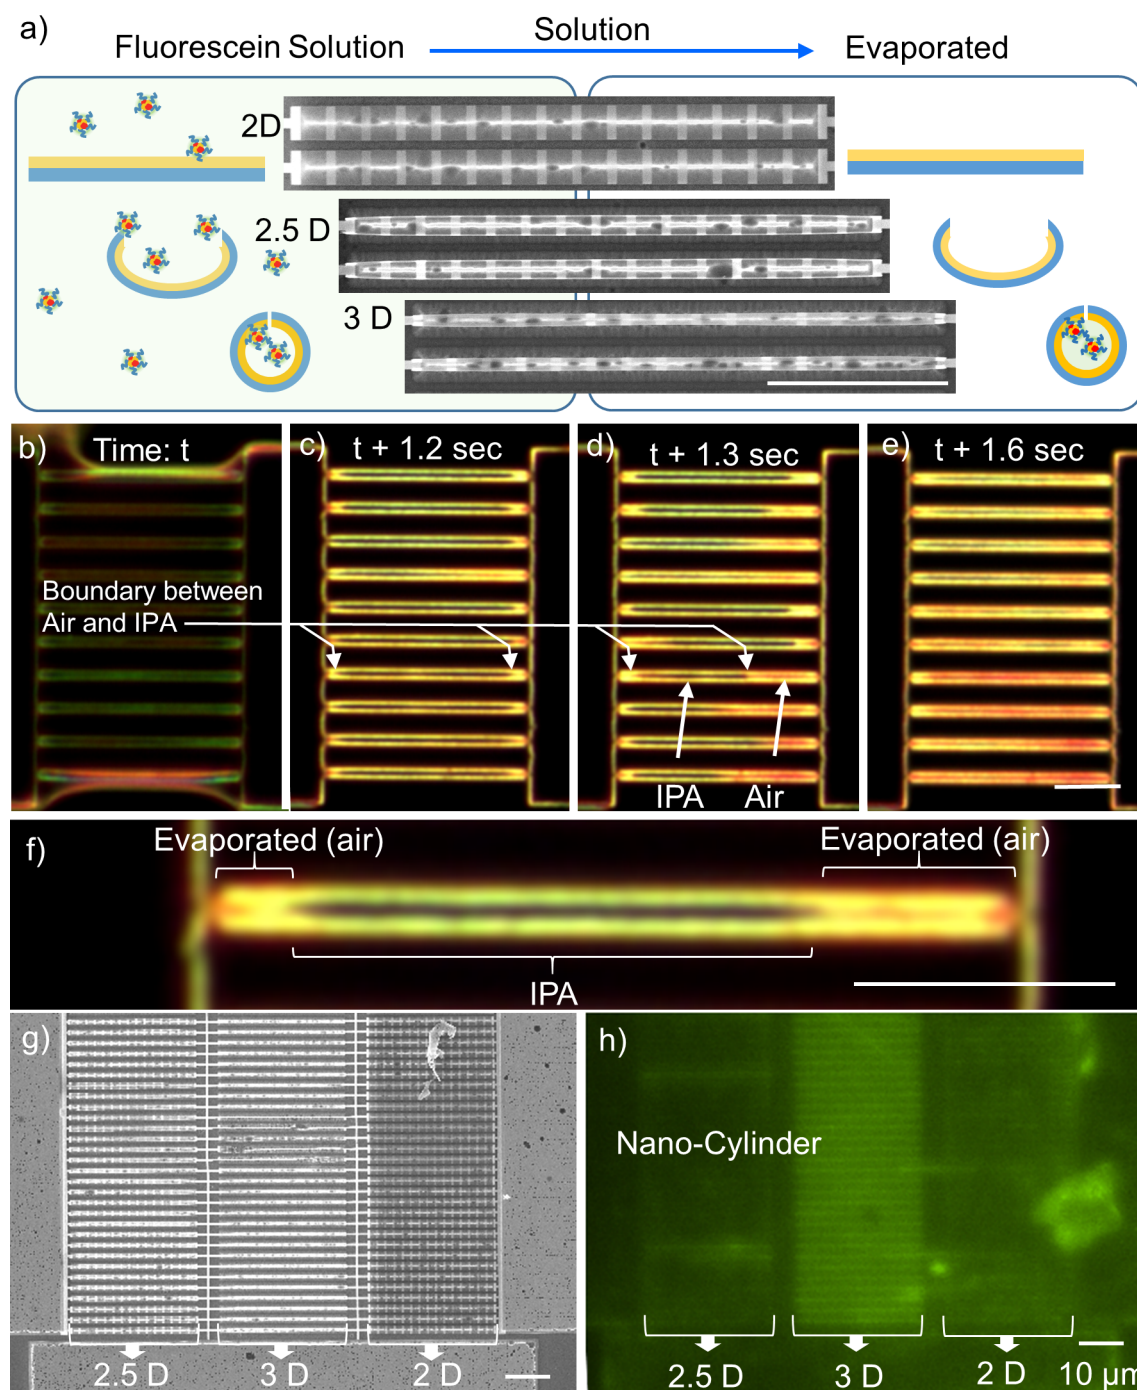 a)
Fluorescein Solution
Solution
Evaporated
2D
2.5 D
3 D
b)
Time: t
c)
t + 1.2 sec
d)
t + 1.3 sec
e)
t + 1.6 sec
Boundary between
Air and IPA
IPA
Air
f)
Evaporated (air)
Evaporated (air)
IPA
g)
2.5 D
3 D
2 D
h)
Nano-Cylinder
2.5 D
3 D
2 D
10 µm